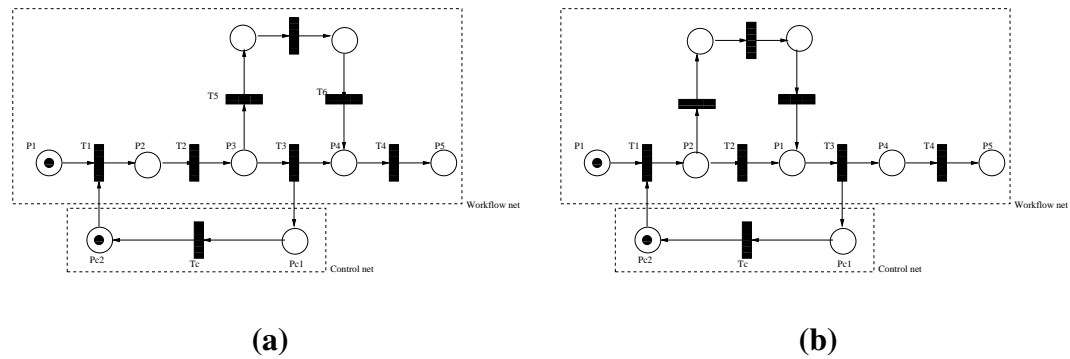 T5
T6
P1
T1
P2
T2
P3
T3
P4
T4
P5
Workflow net
Pc2
Tc
Pc1
Control net
(a)
P1
T1
P2
T2
P1
T3
P4
T4
P5
Workflow net
Pc2
Tc
Pc1
Control net
(b)